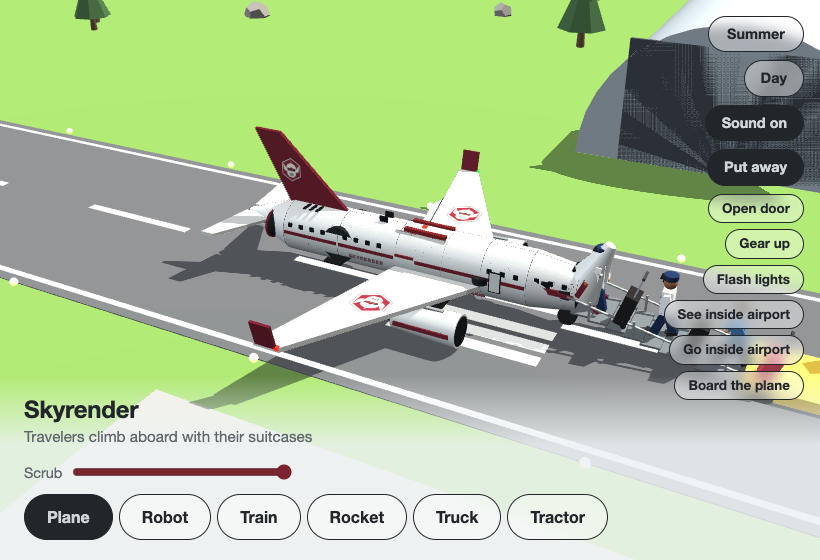 Summer
Day
Sound on
Put away
Open door
Gear up
Flash lights
See inside airport
Go inside airport
Board the plane
SKYRENDER
Skyrender
Travelers climb aboard with their suitcases
Scrub
Plane
Robot
Train
Rocket
Truck
Tractor